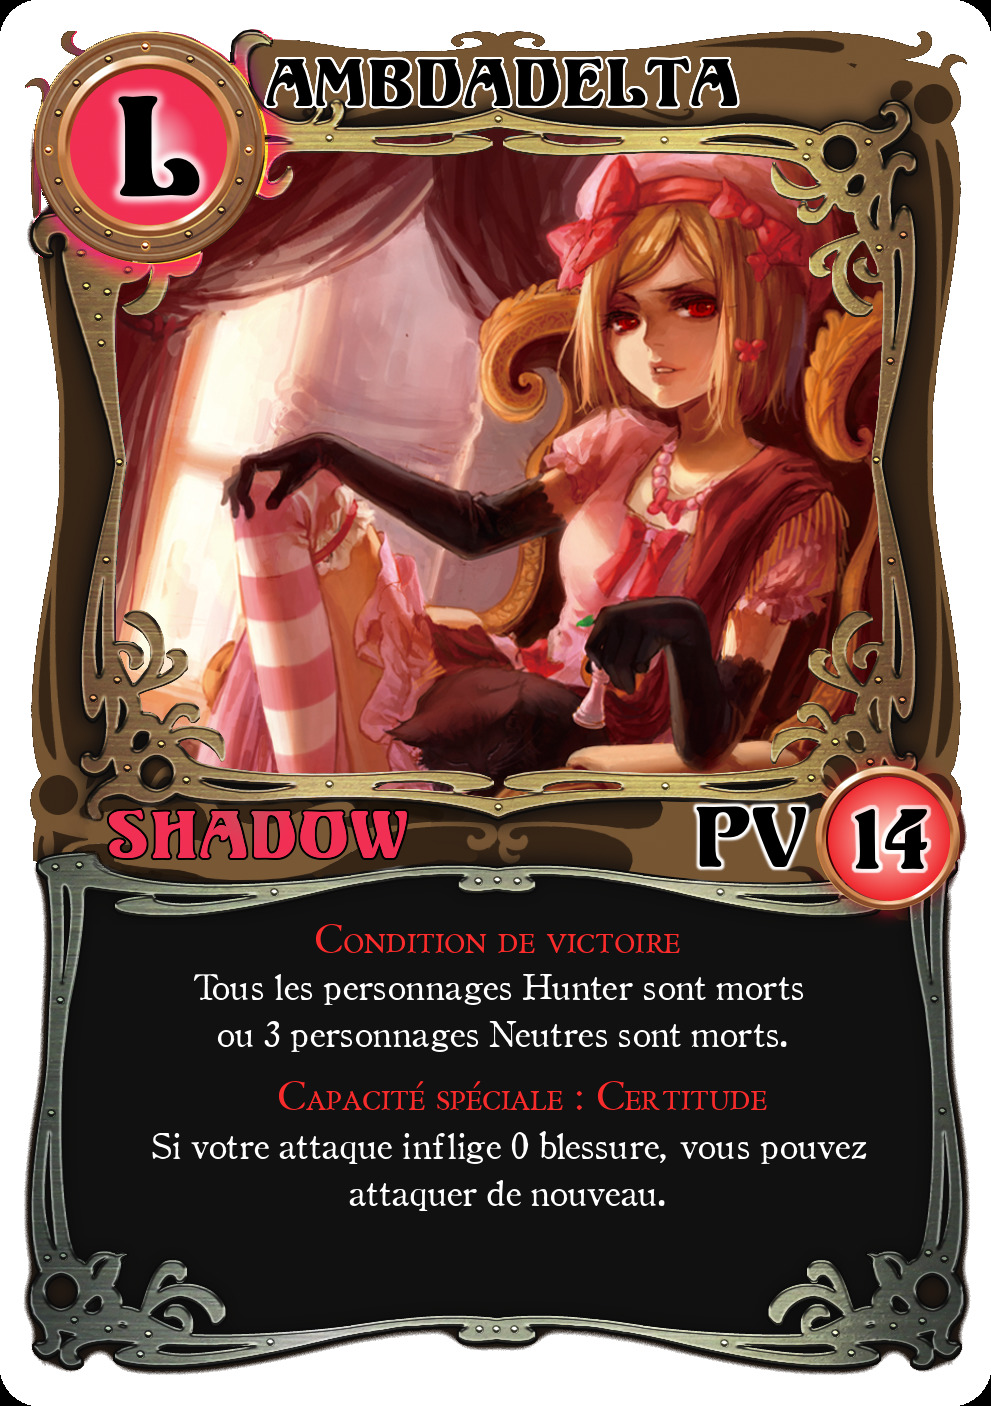 LAMBDADELTA
SHADOW PV 14
Condition de victoire
Tous les personnages Hunter sont morts
ou 3 personnages Neutres sont morts.
Capacité spéciale : Certitude
Si votre attaque inflige 0 blessure, vous pouvez
attaquer de nouveau.